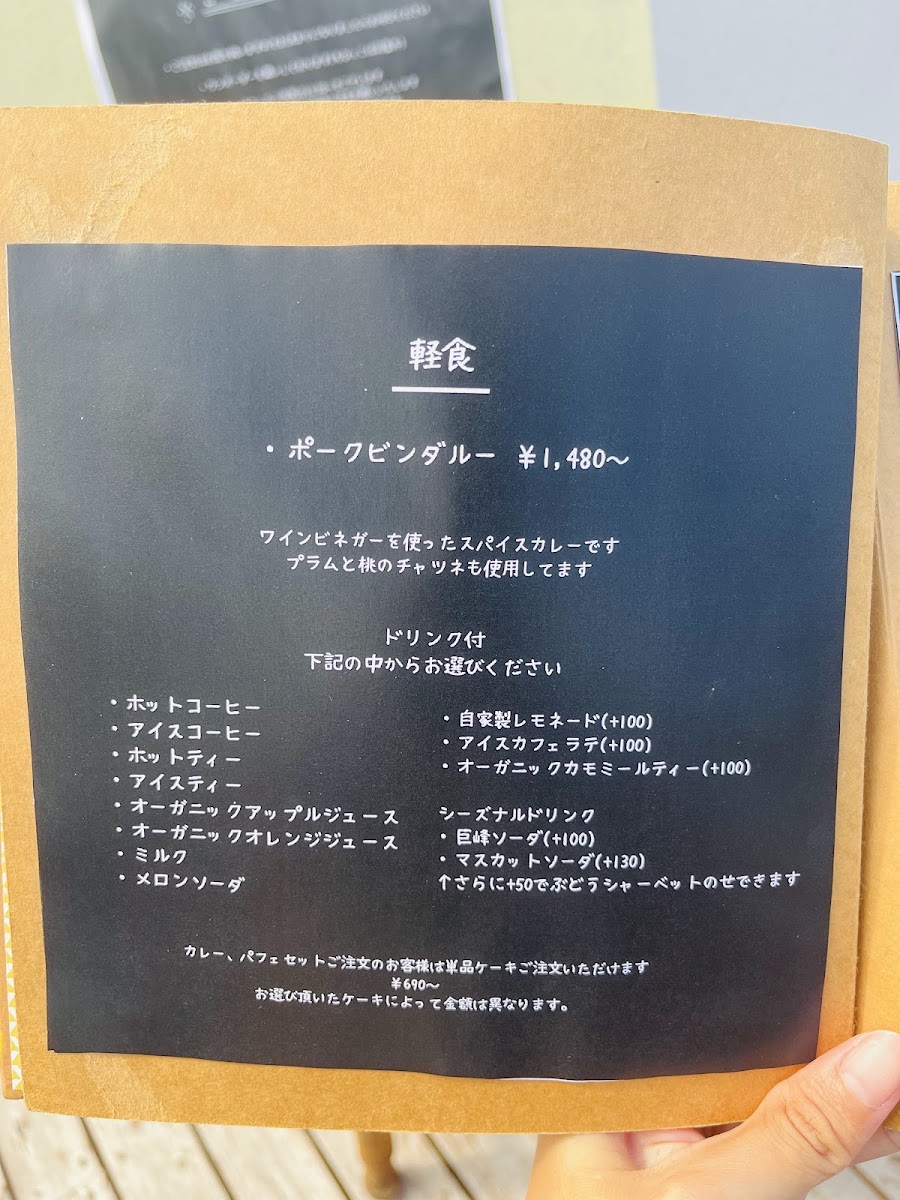 軽食
・ポークビンダルー ¥1,480〜
ワインビネガーを使ったスパイスカレーです
プラムと桃のチャツネも使用してます
ドリンク付
下記の中からお選びください
・ホットコーヒー
・アイスコーヒー
・ホットティー
・アイスティー
・オーガニックアップルジュース
・オーガニックオレンジジュース
・ミルク
・メロンソーダ
・自家製レモネード(+100)
・アイスカフェラテ(+100)
・オーガニックカモミールティー(+100)
シーズナルドリンク
・巨峰ソーダ(+100)
・マスカットソーダ(+130)
↑さらに+50でぶどうシャーベットのせできます
カレー、パフェセットご注文のお客様は単品ケーキご注文いただけます
¥690〜
お選び頂いたケーキによって金額は異なります。